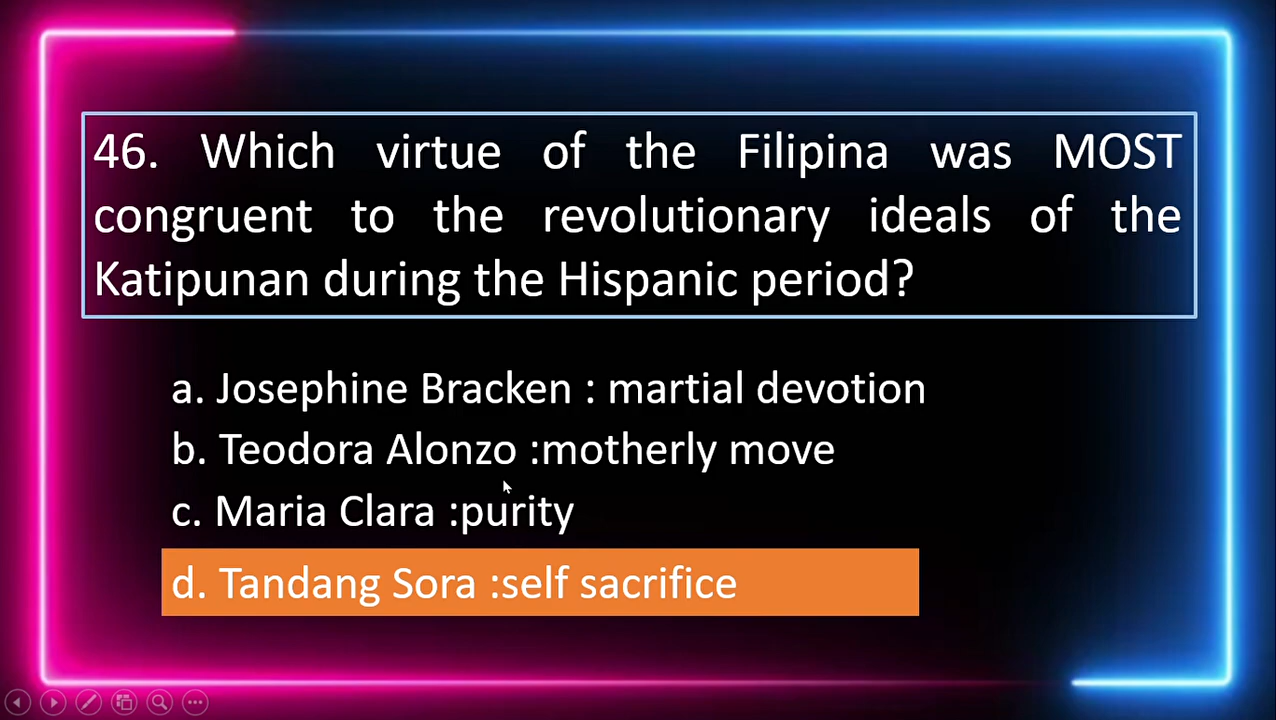 46. Which virtue of the Filipina was MOST
congruent to the revolutionary ideals of the
Katipunan during the Hispanic period?
a. Josephine Bracken : martial devotion
b. Teodora Alonzo :motherly move
c. Maria Clara :purity
d. Tandang Sora :self sacrifice